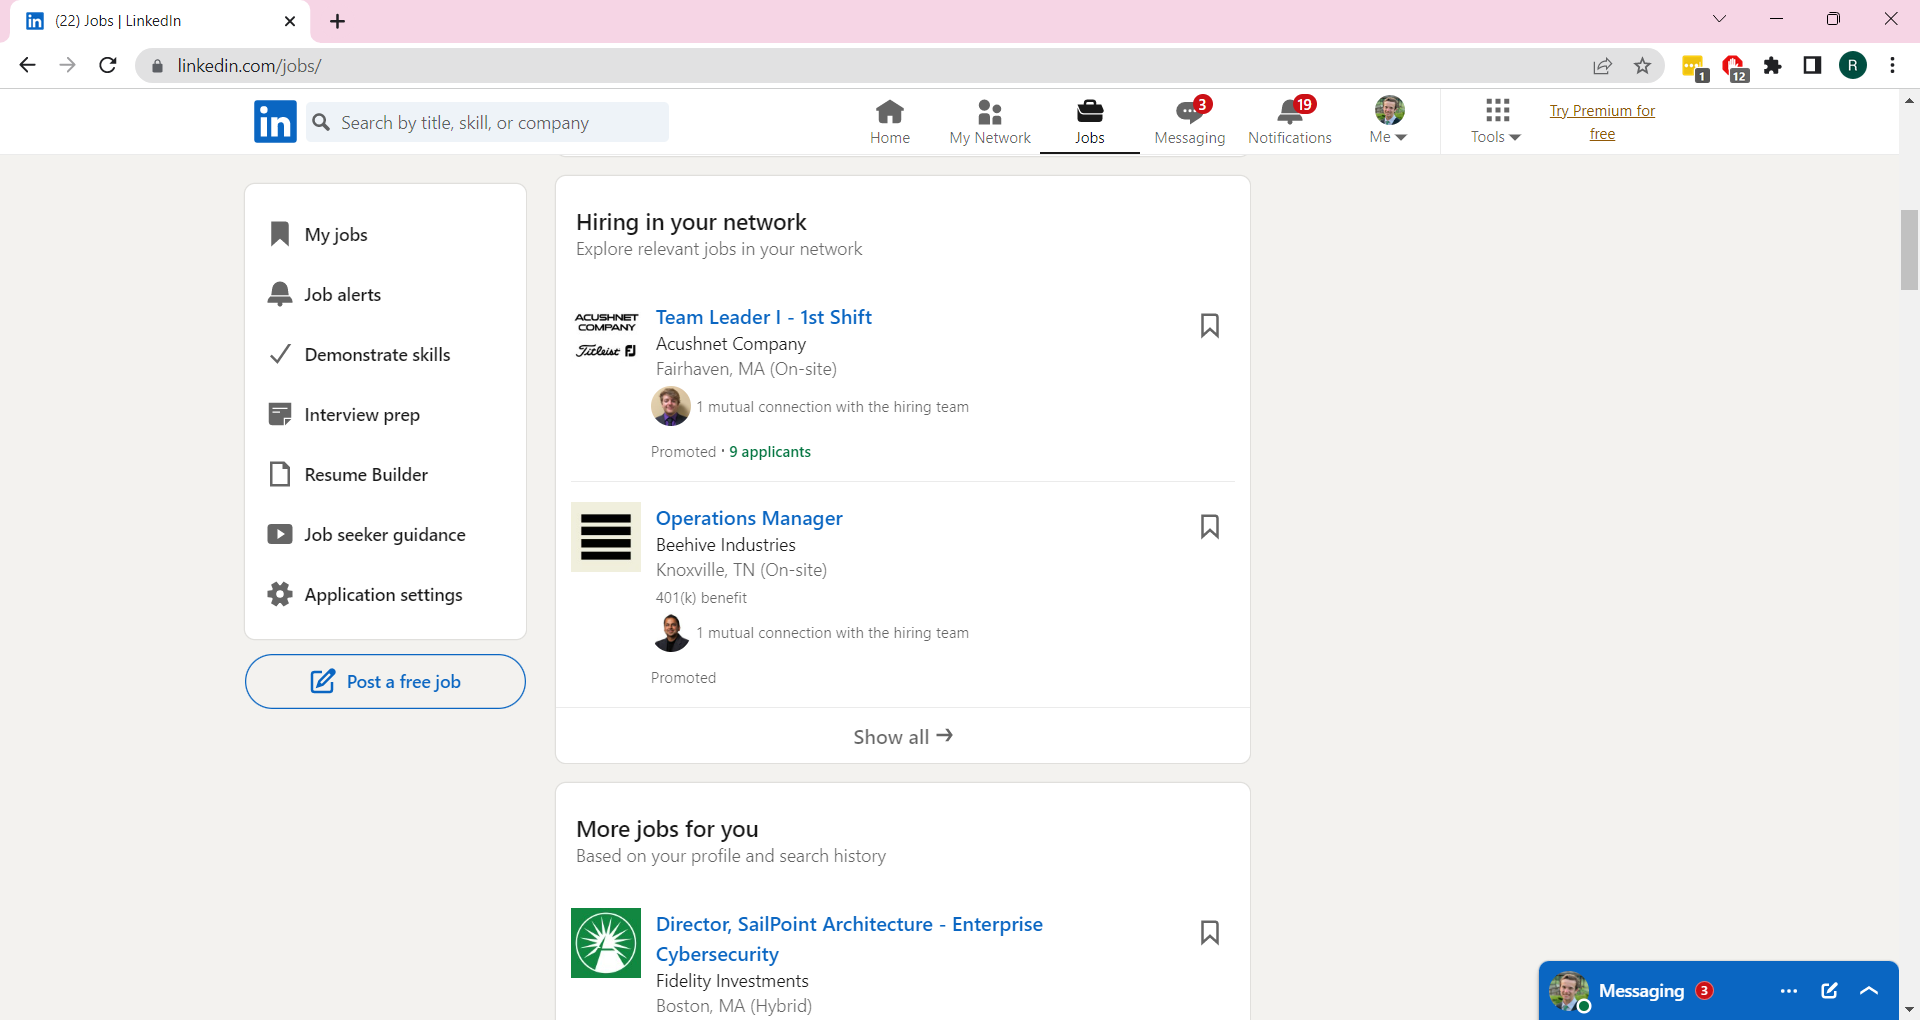 (22) Jobs | LinkedIn
linkedin.com/jobs/
1
12
R
in
Search by title, skill, or company
Home
My Network
Jobs
3
Messaging
19
Notifications
Me
Tools
Try Premium for
free
My jobs
Job alerts
Demonstrate skills
Interview prep
Resume Builder
Job seeker guidance
Application settings
Post a free job
Hiring in your network
Explore relevant jobs in your network
ACUSHNET
COMPANY
Titleist FJ
Team Leader I - 1st Shift
Acushnet Company
Fairhaven, MA (On-site)
1 mutual connection with the hiring team
Promoted · 9 applicants
Operations Manager
Beehive Industries
Knoxville, TN (On-site)
401(k) benefit
1 mutual connection with the hiring team
Promoted
Show all →
More jobs for you
Based on your profile and search history
Director, SailPoint Architecture - Enterprise
Cybersecurity
Fidelity Investments
Boston, MA (Hybrid)
Messaging 3